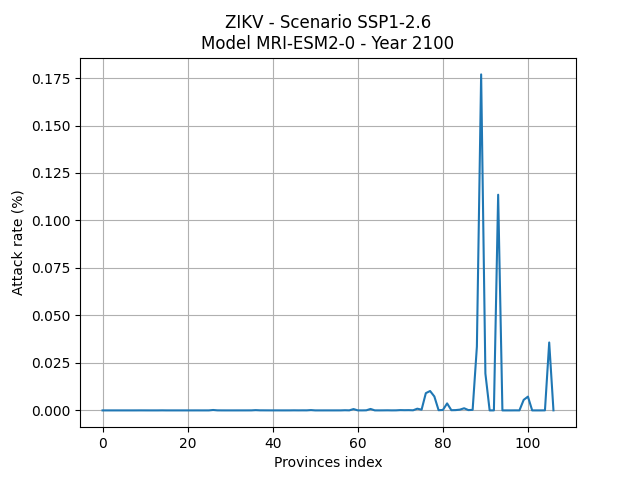 ZIKV - Scenario SSP1-2.6
Model MRI-ESM2-0 - Year 2100
0.175
0.150
0.125
0.100
0.075
0.050
0.025
0.000
Attack rate (%)
0 20 40 60 80 100
Provinces index